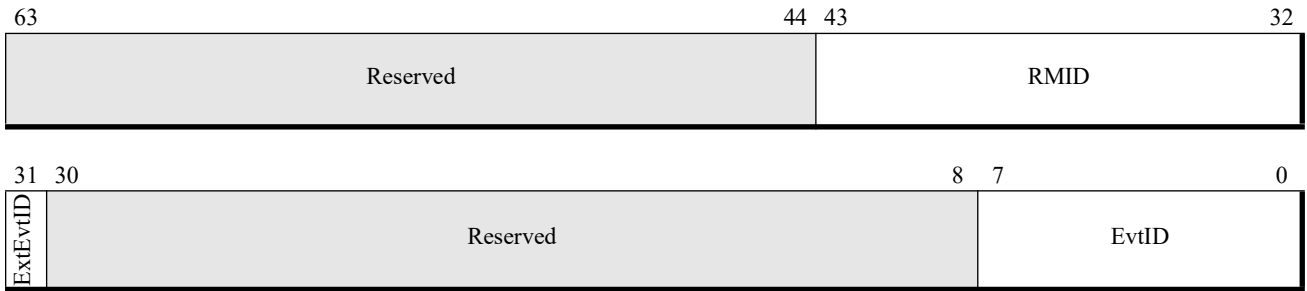 63 44 43 32
Reserved RMID
31 30 8 7 0
ExtEvtID Reserved EvtID